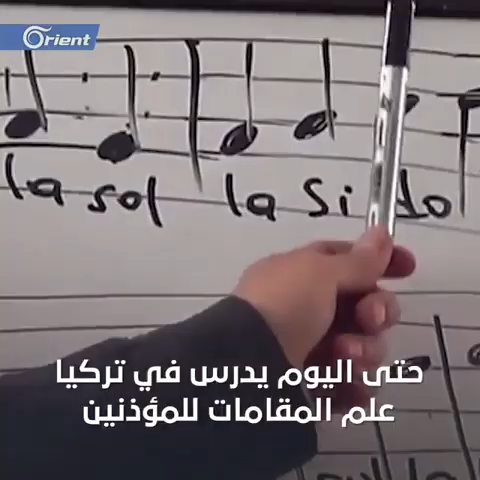 Orient
la sol la si do
حتى اليوم يدرس في تركيا
علم المقامات للمؤذنين